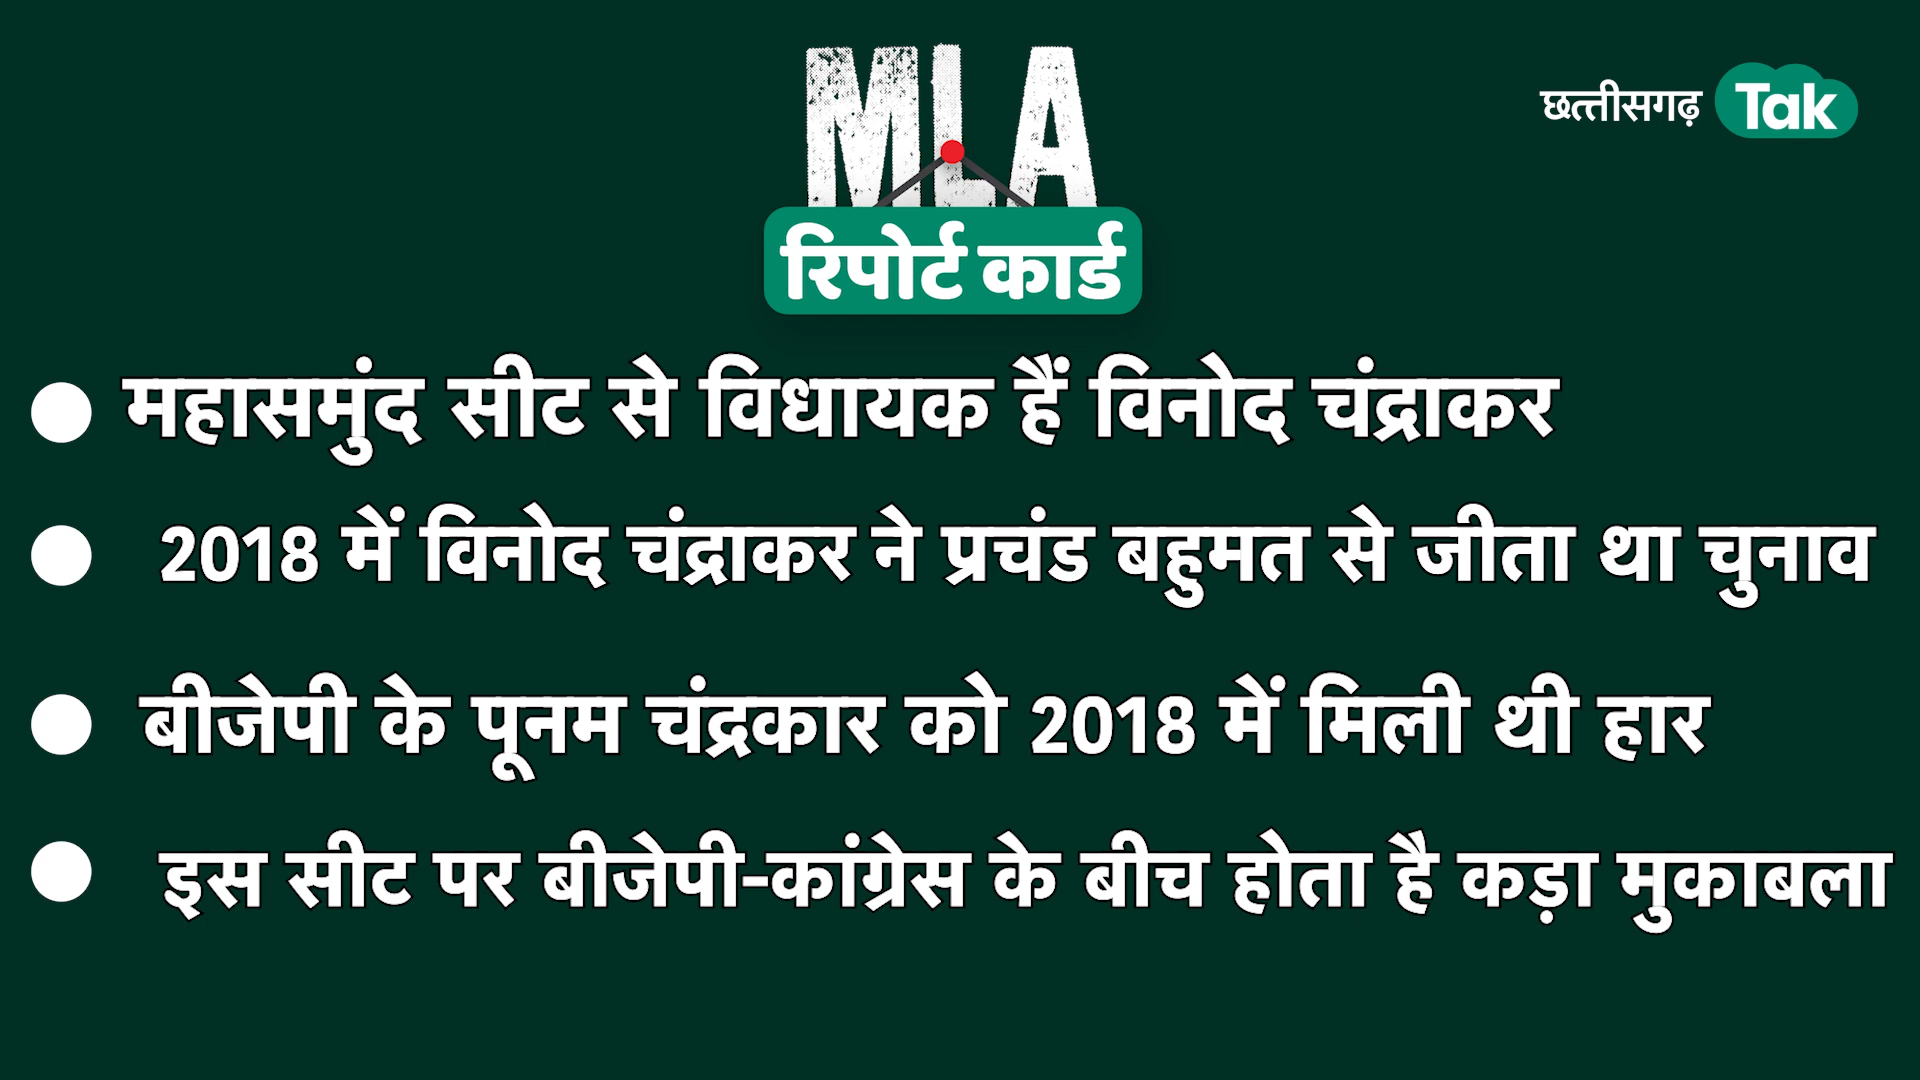 MLA
छत्तीसगढ़ Tak
रिपोर्ट कार्ड
महासमुंद सीट से विधायक हैं विनोद चंद्राकर
2018 में विनोद चंद्राकर ने प्रचंड बहुमत से जीता था चुनाव
बीजेपी के पूनम चंद्रकार को 2018 में मिली थी हार
इस सीट पर बीजेपी-कांग्रेस के बीच होता है कड़ा मुकाबला